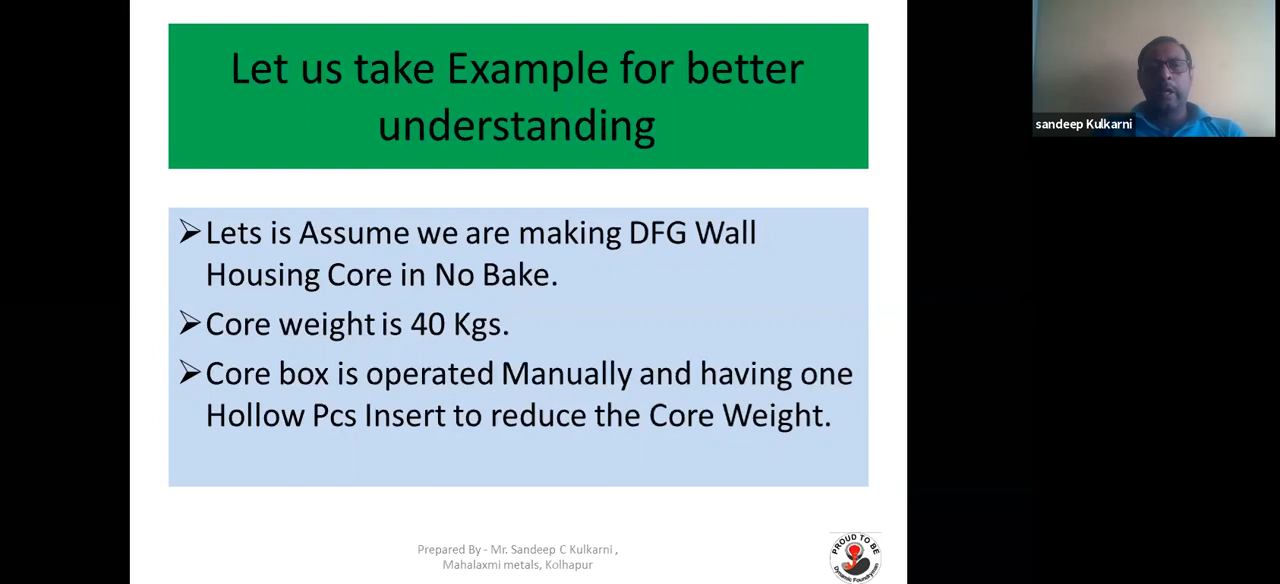 Let us take Example for better
understanding
sandeep Kulkarni
➢Lets is Assume we are making DFG Wall
Housing Core in No Bake.
➢Core weight is 40 Kgs.
➢Core box is operated Manually and having one
Hollow Pcs Insert to reduce the Core Weight.
Prepared By - Mr. Sandeep C Kulkarni ,
Mahalaxmi metals, Kolhapur
PROUD TO BE
Dynamic Foundryman